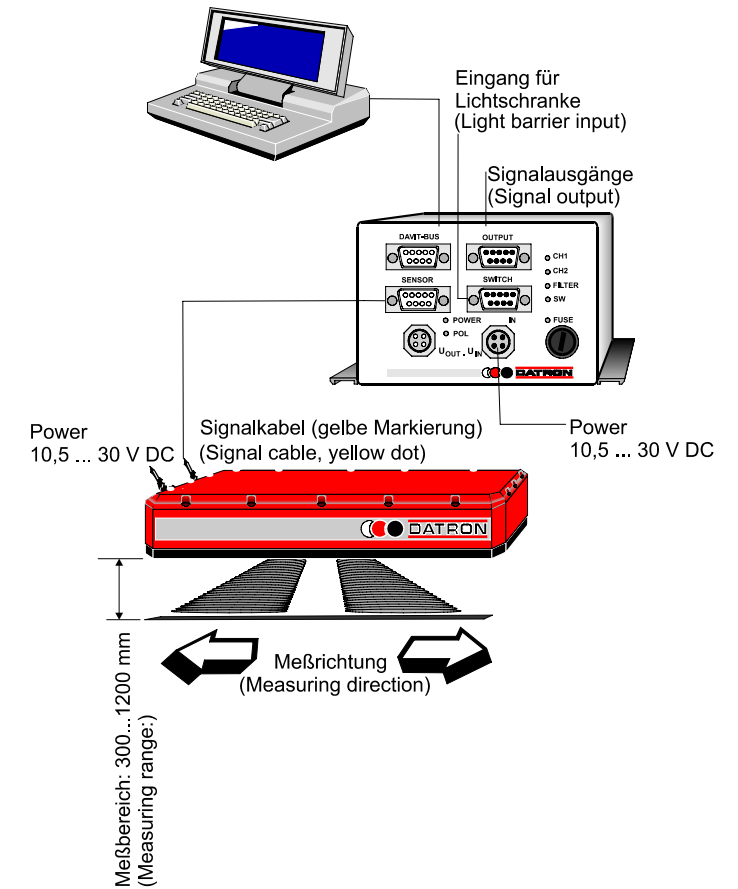 Eingang für
Lichtschranke
(Light barrier input)
Signalausgänge
(Signal output)
DAVIT-BUS
OUTPUT
CH1
CH2
FILTER
SW
SENSOR
SWITCH
POWER
IN
FUSE
POL
UOUT . UIN
DATRON
Power
10,5 ... 30 V DC
Signalkabel (gelbe Markierung)
(Signal cable, yellow dot)
Power
10,5 ... 30 V DC
DATRON
Meßrichtung
(Measuring direction)
Meßbereich: 300...1200 mm
(Measuring range:)